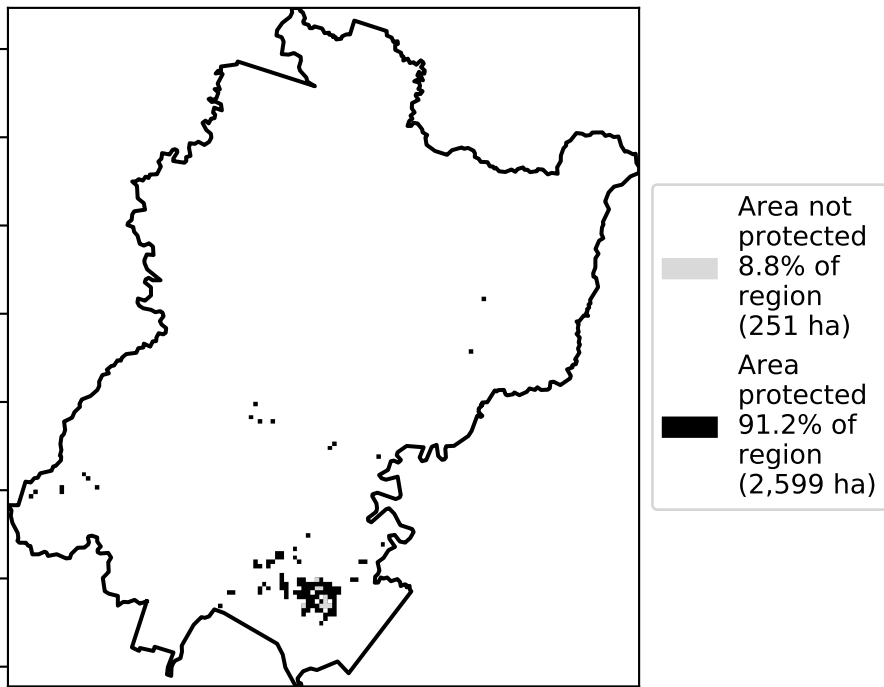 Area not
protected
8.8% of
region
(251 ha)
Area
protected
91.2% of
region
(2,599 ha)